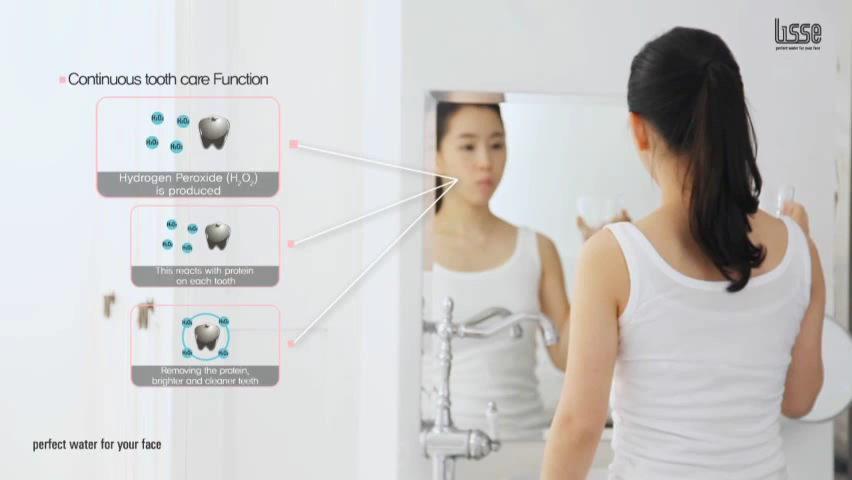 lisse
perfect water for your face
Continuous tooth care Function
H₂O₂ H₂O₂
H₂O₂ H₂O₂
Hydrogen Peroxide (H₂O₂)
is produced
H₂O₂ H₂O₂
H₂O₂ H₂O₂
This reacts with protein
on each tooth
H₂O₂ H₂O₂
H₂O₂ H₂O₂
Removing the protein,
brighter and cleaner teeth
perfect water for your face